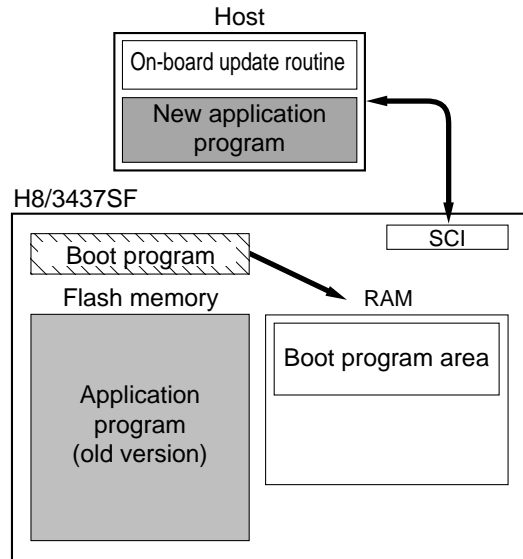 Host
On-board update routine
New application
program
H8/3437SF
SCI
Boot program
Flash memory
RAM
Boot program area
Application
program
(old version)